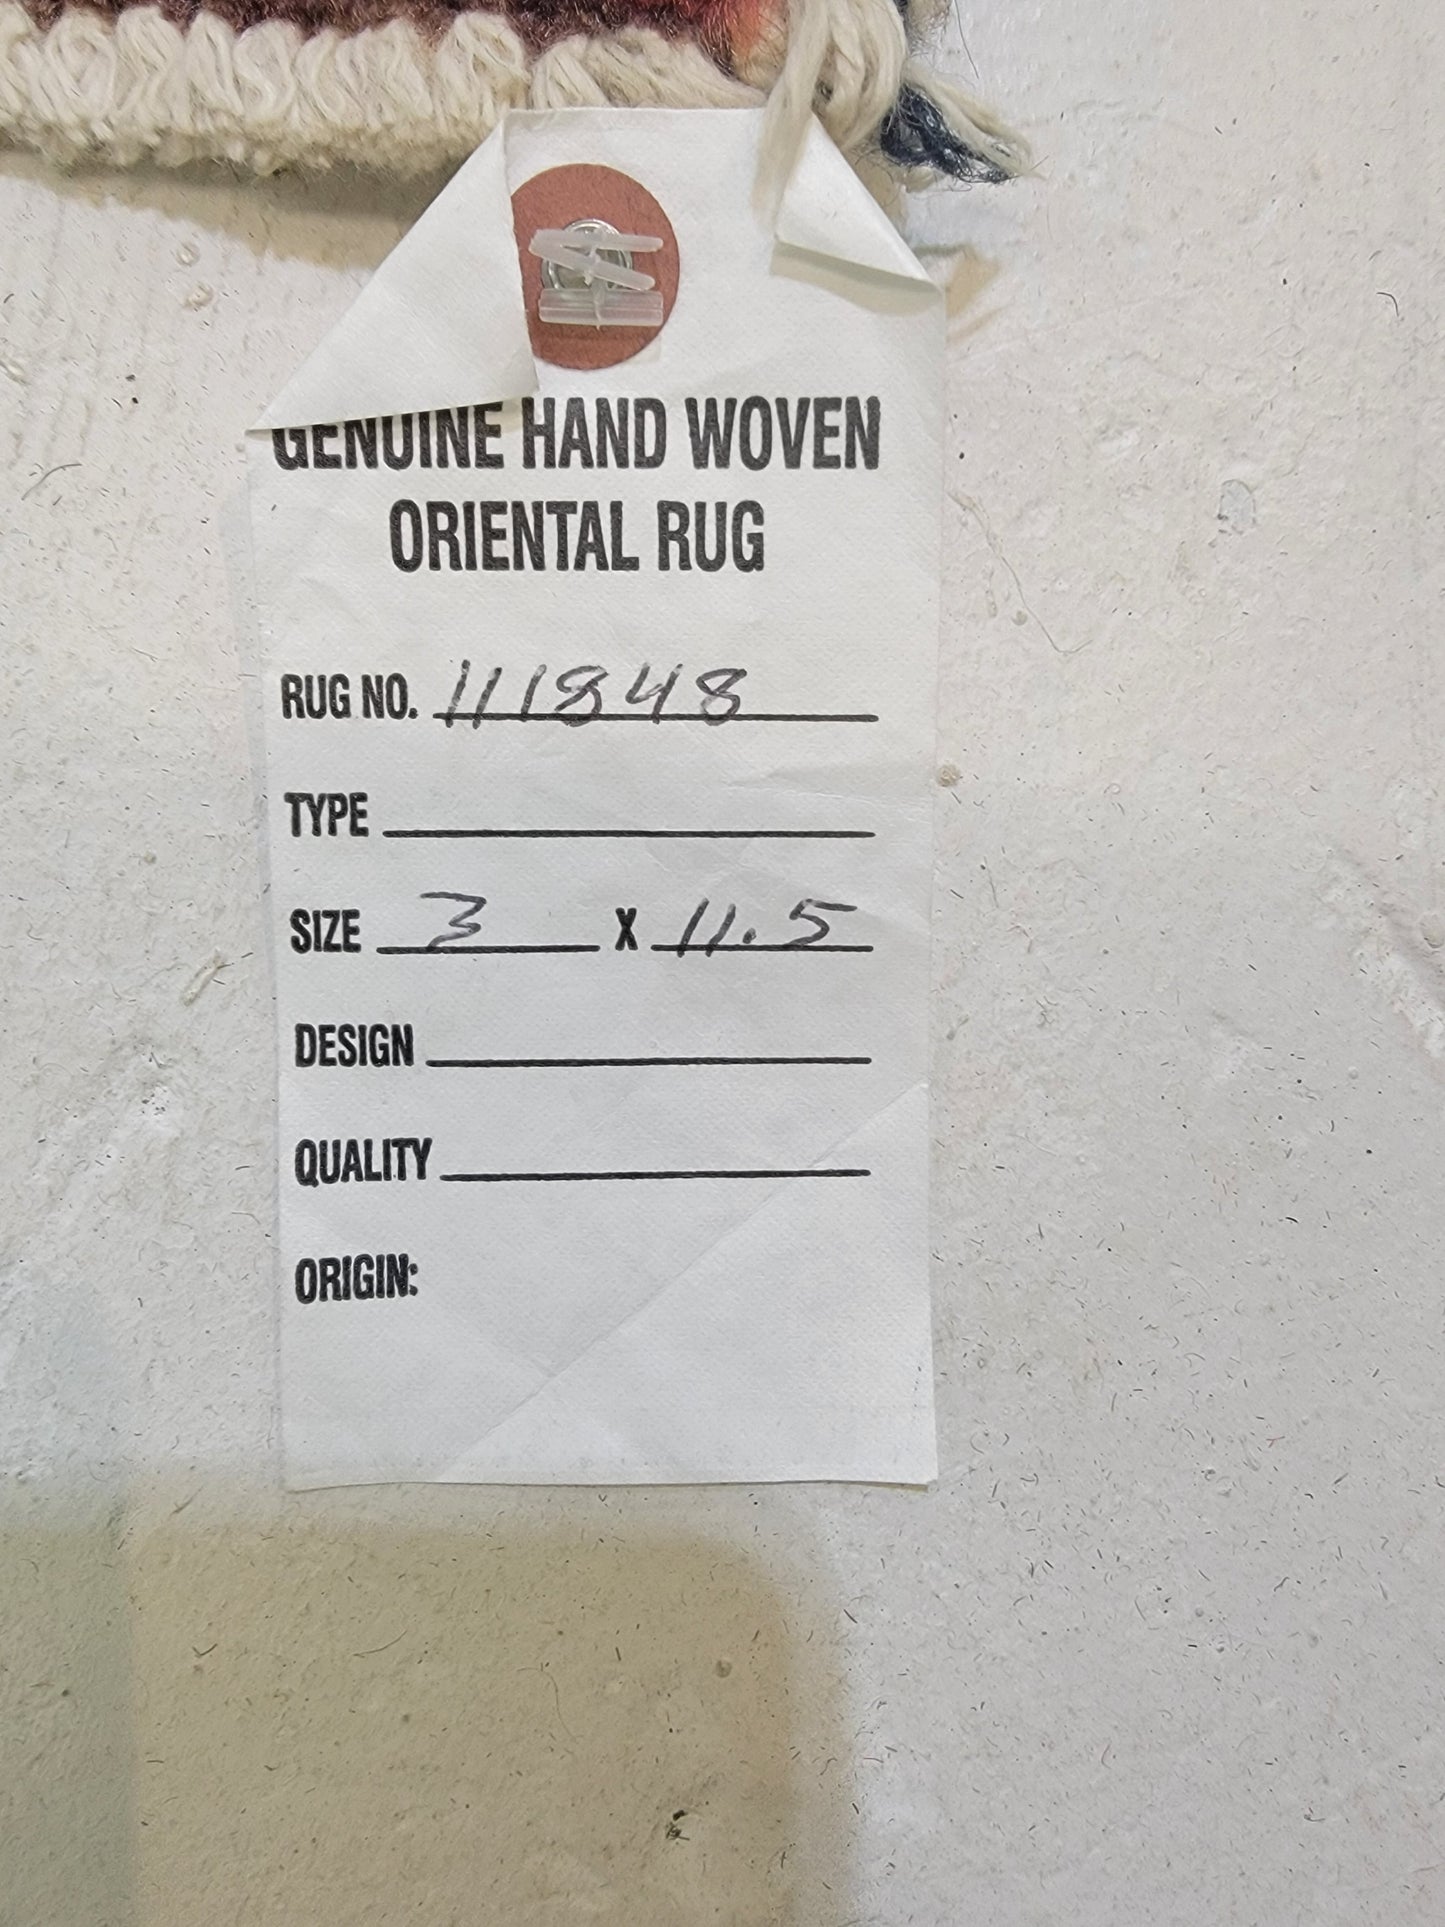 GENUINE HAND WOVEN
ORIENTAL RUG
RUG NO. 111848
TYPE
SIZE 3 X 11.5
DESIGN
QUALITY
ORIGIN: